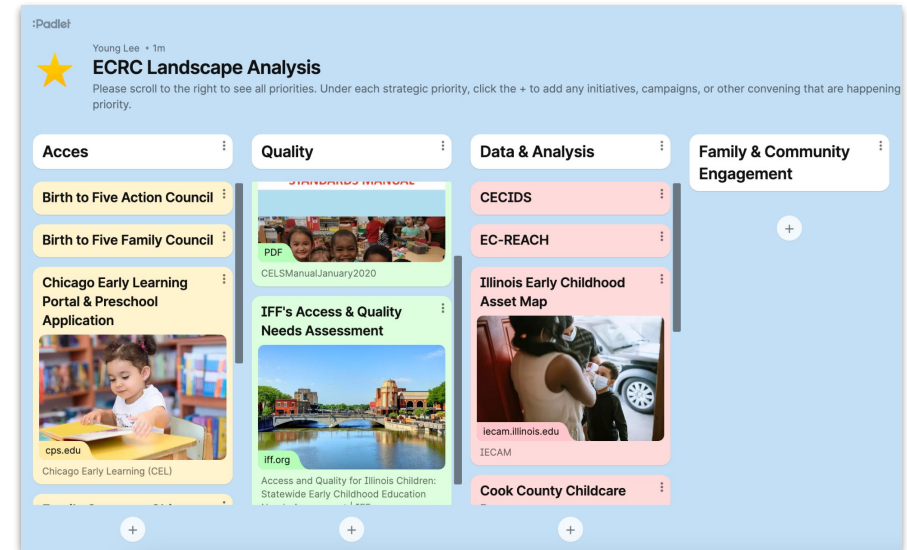 :Padlet
Young Lee • 1m
ECRC Landscape Analysis
Please scroll to the right to see all priorities. Under each strategic priority, click the + to add any initiatives, campaigns, or other convening that are happening
priority.
Acces
Birth to Five Action Council
Birth to Five Family Council
Chicago Early Learning
Portal & Preschool
Application
cps.edu
Chicago Early Learning (CEL)
+
Quality
STANDARDS MANUAL
PDF
CELSManualJanuary2020
IFF's Access & Quality
Needs Assessment
iff.org
Access and Quality for Illinois Children:
Statewide Early Childhood Education
+
Data & Analysis
CECIDS
EC-REACH
Illinois Early Childhood
Asset Map
iecam.illinois.edu
IECAM
Cook County Childcare
+
Family & Community
Engagement
+